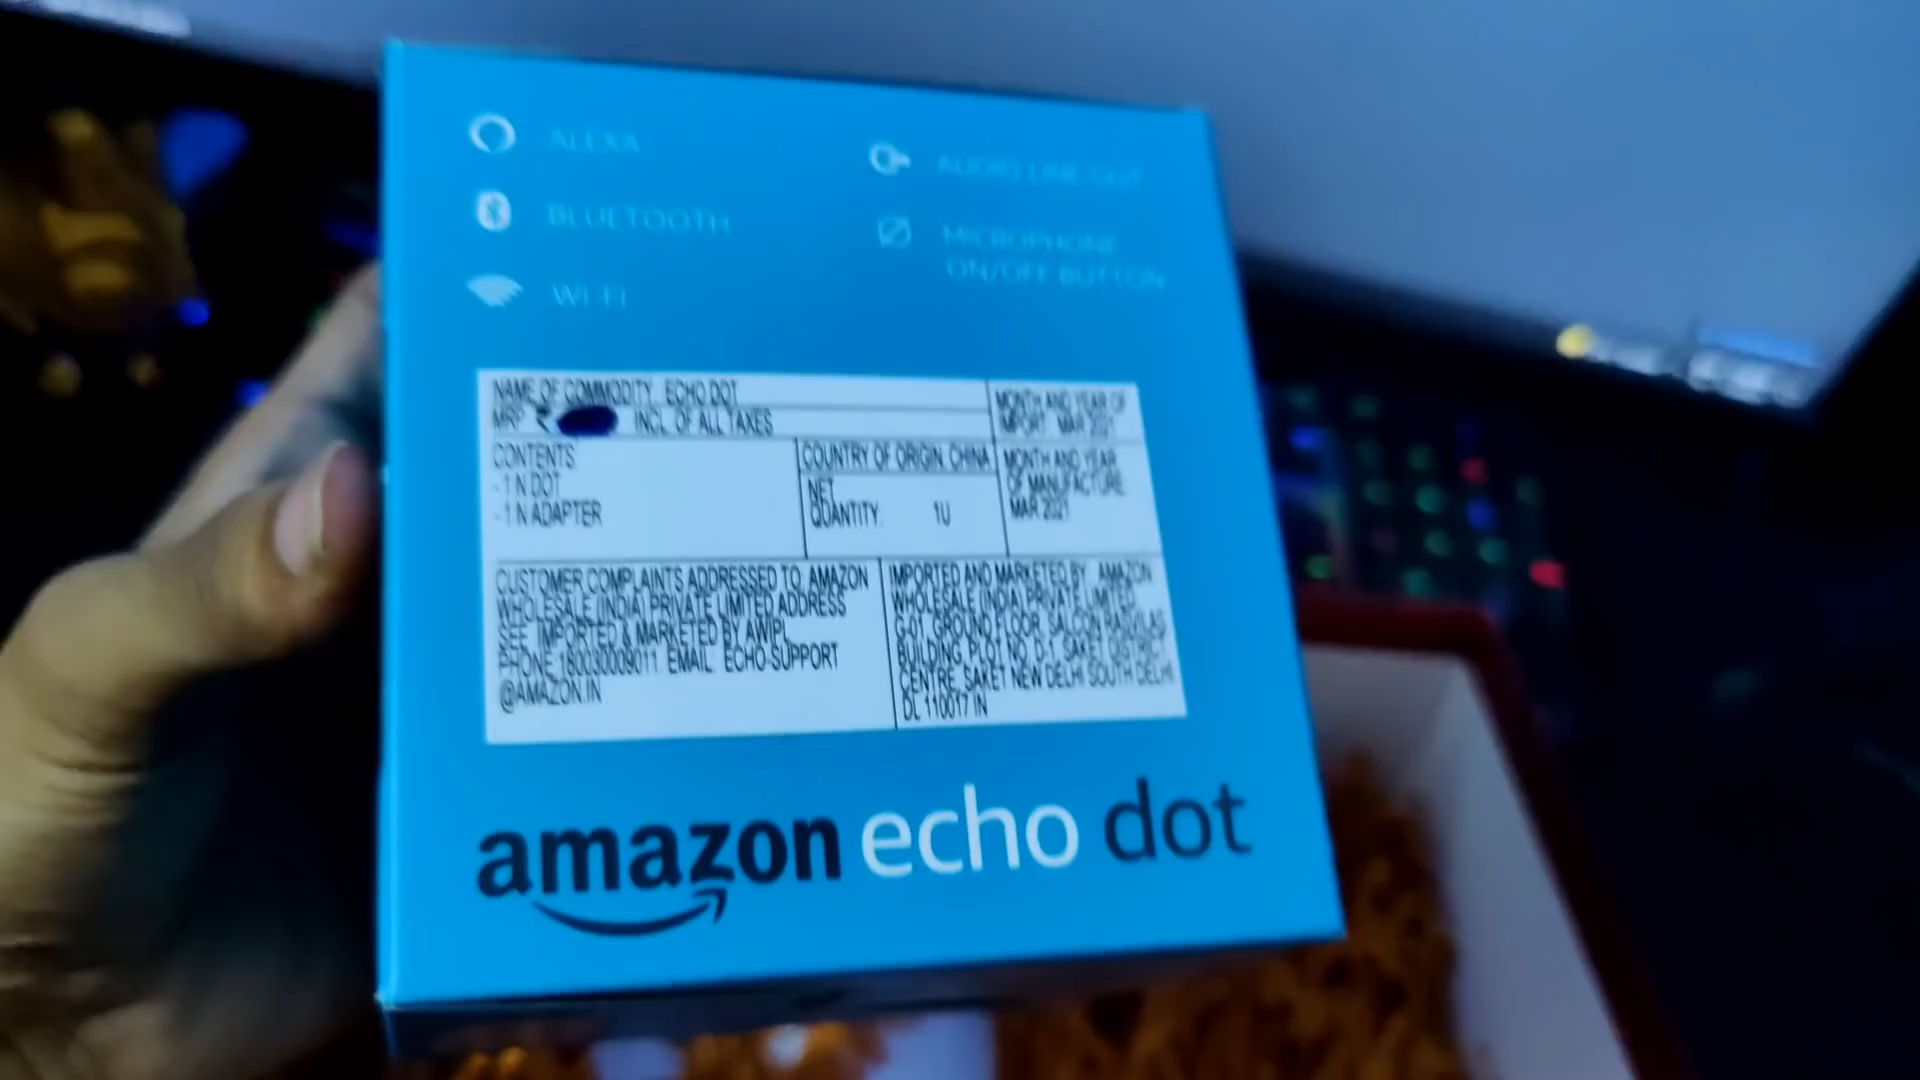 ALEXA
AUDIO LINE OUT
BLUETOOTH
MICROPHONE
ON/OFF BUTTON
WI-FI
NAME OF COMMODITY ECHO DOT
MRP ₹ INCL. OF ALL TAXES
MONTH AND YEAR OF
IMPORT MAR 2021
CONTENTS
- 1 N DOT
- 1 N ADAPTER
COUNTRY OF ORIGIN CHINA
NET
QUANTITY: 1U
MONTH AND YEAR
OF MANUFACTURE
MAR 2021
CUSTOMER COMPLAINTS ADDRESSED TO AMAZON
WHOLESALE (INDIA) PRIVATE LIMITED ADDRESS
SEE IMPORTED & MARKETED BY AWIPL
PHONE 180030009011 EMAIL ECHO-SUPPORT
@AMAZON.IN
IMPORTED AND MARKETED BY AMAZON
WHOLESALE (INDIA) PRIVATE LIMITED
G-01, GROUND FLOOR, SALCON RASVILAS
BUILDING, PLOT NO. D-1, SAKET DISTRICT
CENTRE, SAKET NEW DELHI SOUTH DELHI
DL 110017 IN
amazon echo dot